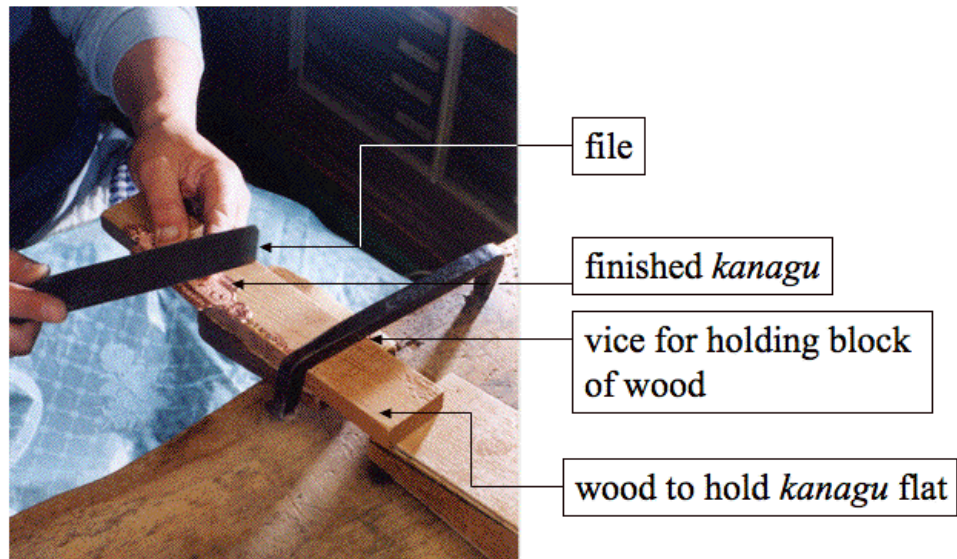 file
finished kanagu
vice for holding block
of wood
wood to hold kanagu flat